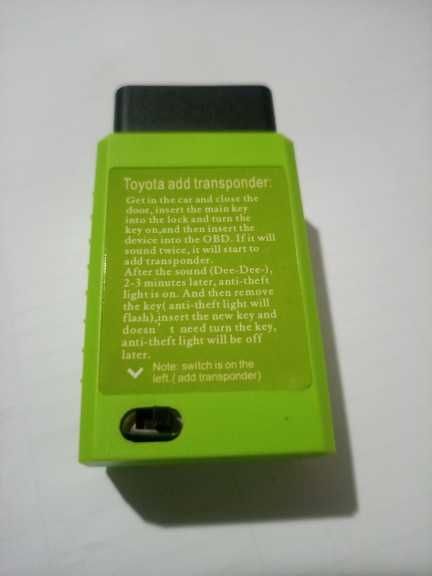 Toyota add transponder:
Get in the car and close the
door, insert the main key
into the lock and turn the
key on,and then insert the
device into the OBD. If it will
sound twice, it will start to
add transponder.
After the sound (Dee-Dee-),
2-3 minutes later, anti-theft
light is on. And then remove
the key( anti-theft light will
flash),insert the new key and
doesn' t need turn the key,
anti-theft light will be off
later.
Note: switch is on the
left.( add transponder)